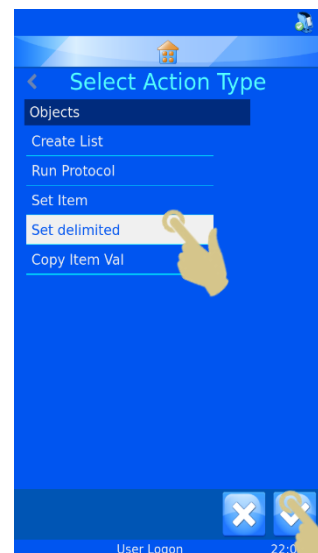 Select Action Type
Objects
Create List
Run Protocol
Set Item
Set delimited
Copy Item Val
User Logon